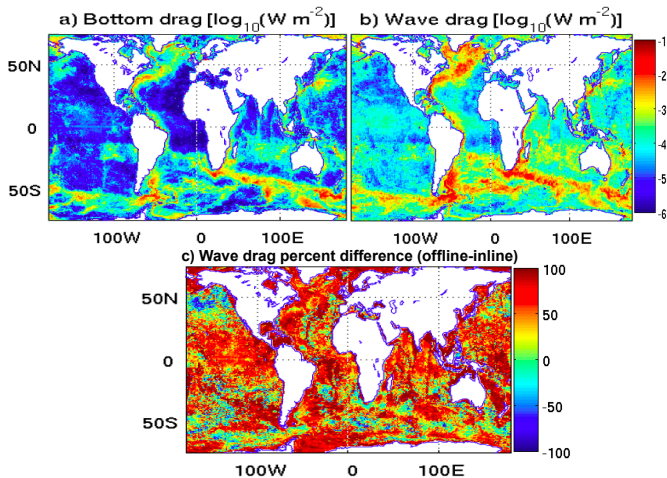 a) Bottom drag [log10(W m-2)] b) Wave drag [log10(W m-2)]
50N
0
50S
100W 0 100E 100W 0 100E
-1
-2
-3
-4
-5
-6
c) Wave drag percent difference (offline-inline)
50N
0
50S
100W 0 100E
100
50
0
-50
-100